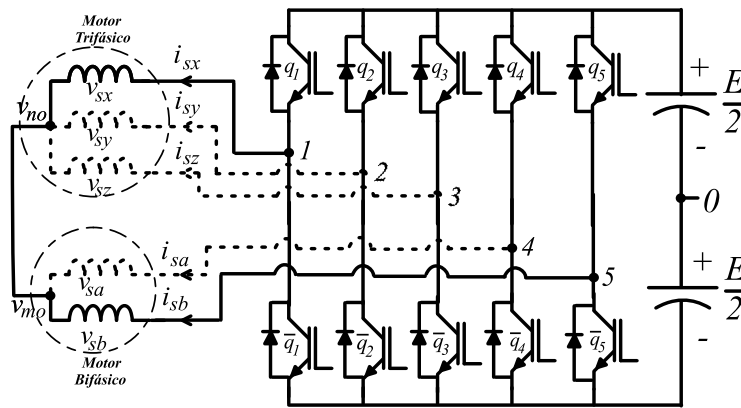 Motor
Trifásico
i_sx
v_sx
v_no
i_sy
v_sy
i_sz
v_sz
q_1
q_2
q_3
q_4
q_5
+
E/2
-
1
2
3
0
i_sa
v_sa
4
i_sb
5
v_mo
v_sb
Motor
Bifásico
q̅_1
q̅_2
q̅_3
q̅_4
q̅_5
+
E/2
-